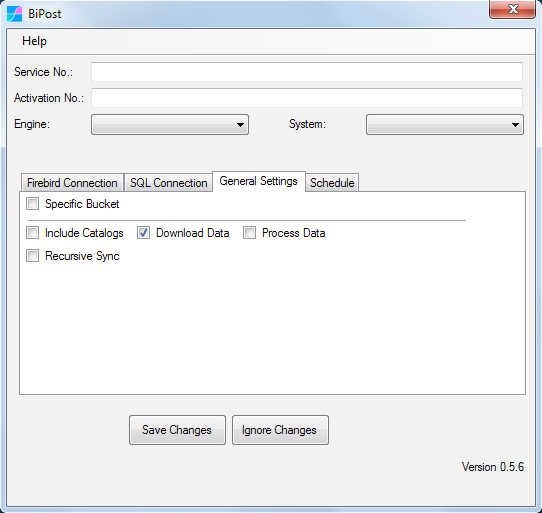 BiPost
Help
Service No.:
Activation No.:
Engine: System:
Firebird Connection SQL Connection General Settings Schedule
Specific Bucket
Include Catalogs Download Data Process Data
Recursive Sync
Save Changes Ignore Changes
Version 0.5.6